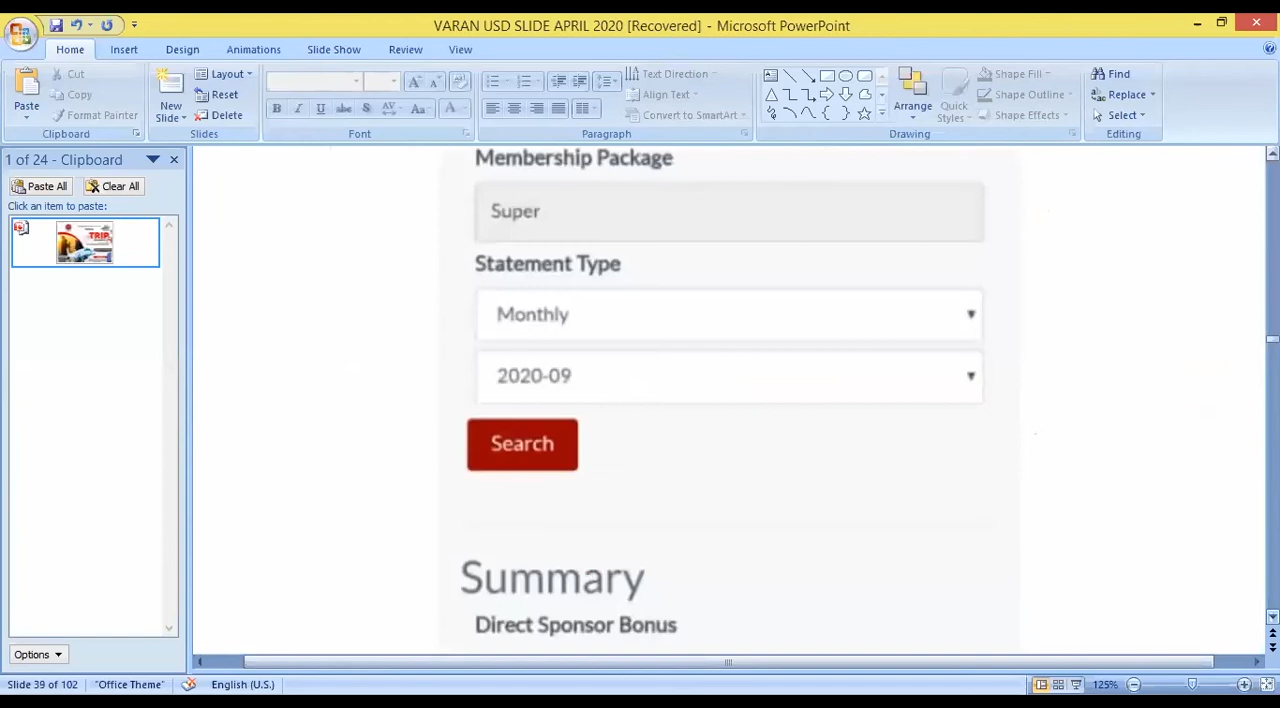 VARAN USD SLIDE APRIL 2020 [Recovered] - Microsoft PowerPoint
Home Insert Design Animations Slide Show Review View
Paste
Cut
Copy
Format Painter
Clipboard
New Slide
Layout
Reset
Delete
Slides
B I U abc S AV Aa A
Font
Text Direction
Align Text
Convert to SmartArt
Paragraph
Arrange
Quick Styles
Shape Fill
Shape Outline
Shape Effects
Drawing
Find
Replace
Select
Editing
1 of 24 - Clipboard
Paste All Clear All
Click an item to paste:
TRIP
Options
Membership Package
Super
Statement Type
Monthly
2020-09
Search
Summary
Direct Sponsor Bonus
Slide 39 of 102 "Office Theme" English (U.S.) 125%